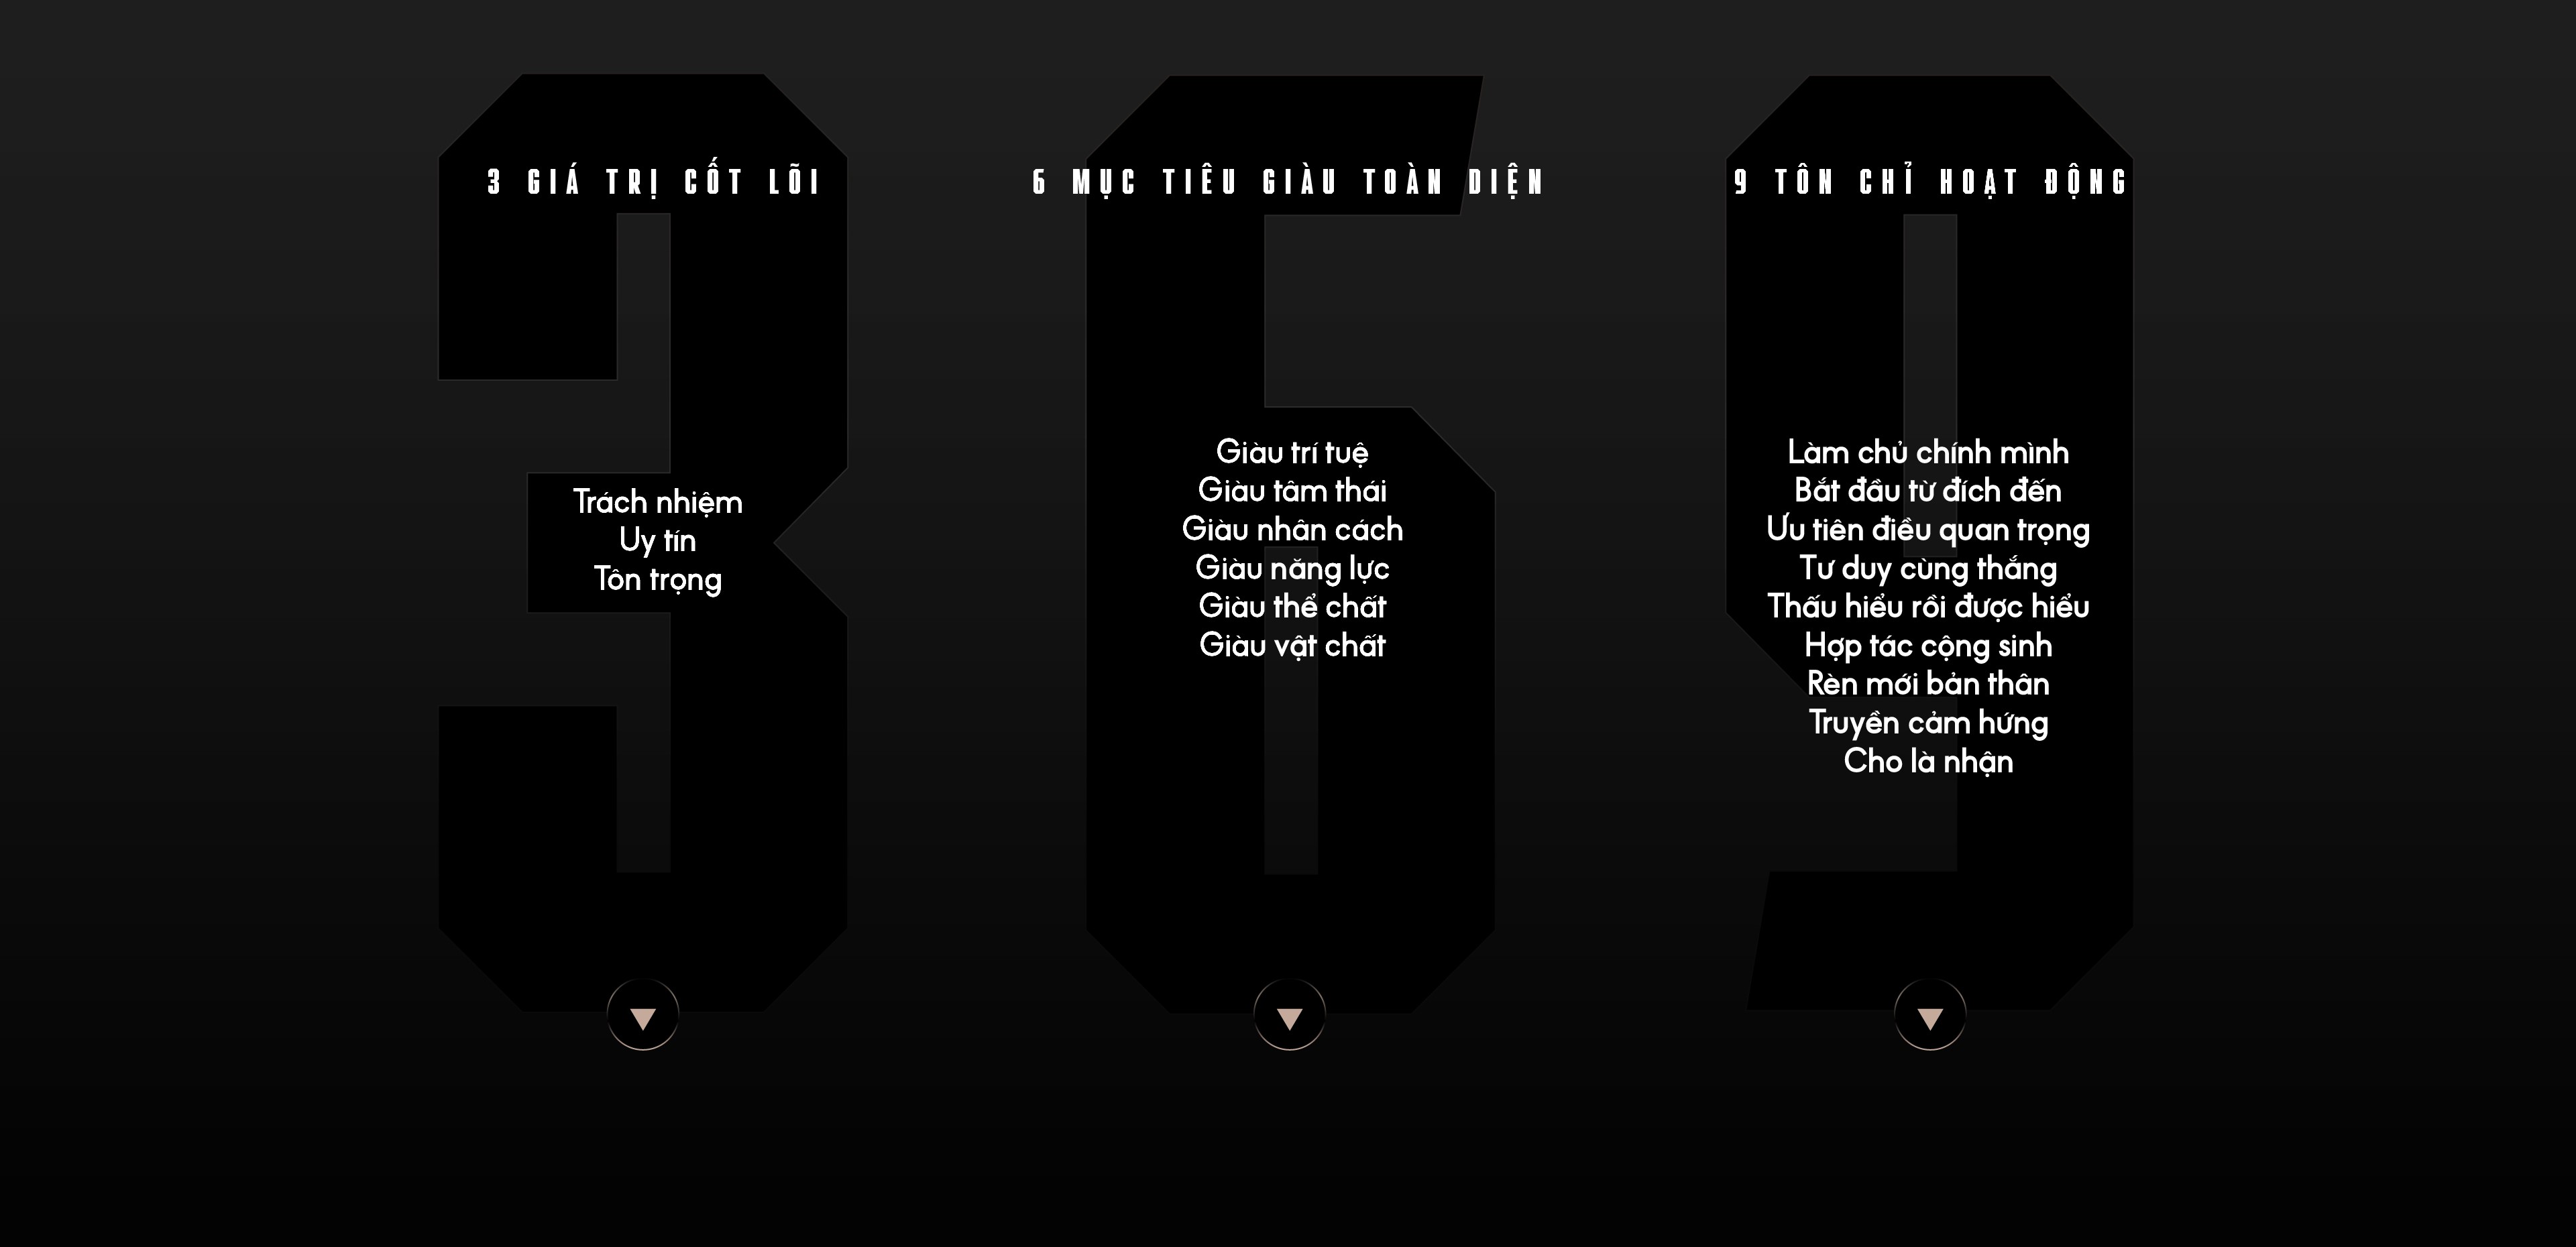 3 GIÁ TRỊ CỐT LÕI
Trách nhiệm
Uy tín
Tôn trọng
6 MỤC TIÊU GIÀU TOÀN DIỆN
Giàu trí tuệ
Giàu tâm thái
Giàu nhân cách
Giàu năng lực
Giàu thể chất
Giàu vật chất
9 TÔN CHỈ HOẠT ĐỘNG
Làm chủ chính mình
Bắt đầu từ đích đến
Ưu tiên điều quan trọng
Tư duy cùng thắng
Thấu hiểu rồi được hiểu
Hợp tác cộng sinh
Rèn mới bản thân
Truyền cảm hứng
Cho là nhận